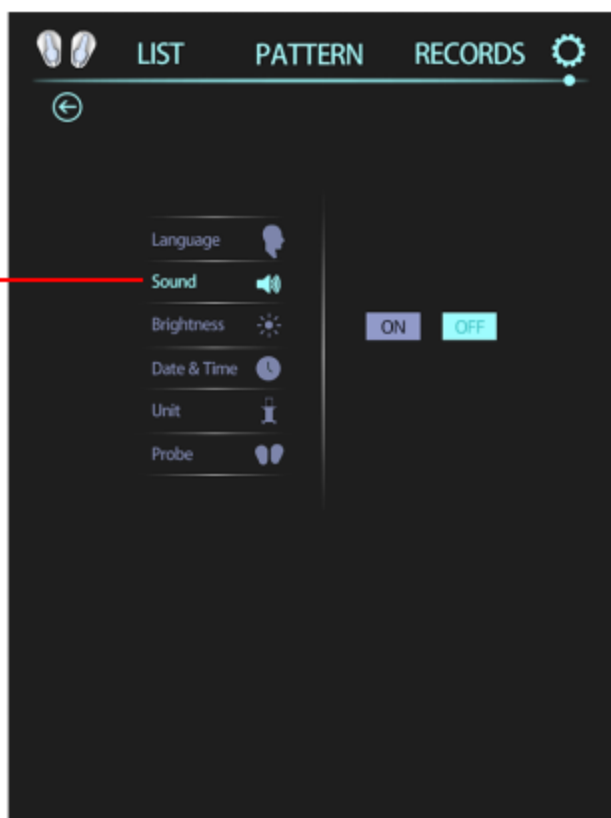 LIST PATTERN RECORDS
Language
Sound
Brightness
ON OFF
Date & Time
Unit
Probe